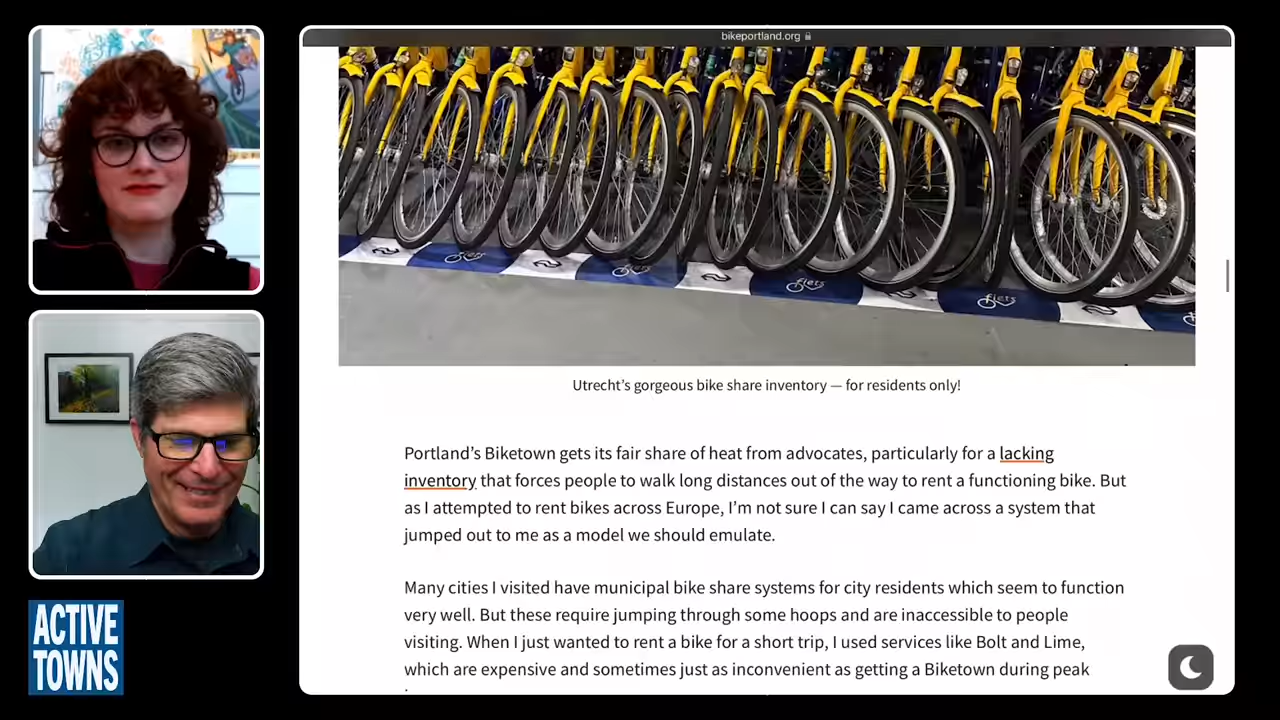 bikeportland.org
fiets
fiets
fiets
fiets
Utrecht's gorgeous bike share inventory — for residents only!
Portland's Biketown gets its fair share of heat from advocates, particularly for a lacking
inventory that forces people to walk long distances out of the way to rent a functioning bike. But
as I attempted to rent bikes across Europe, I'm not sure I can say I came across a system that
jumped out to me as a model we should emulate.
Many cities I visited have municipal bike share systems for city residents which seem to function
very well. But these require jumping through some hoops and are inaccessible to people
visiting. When I just wanted to rent a bike for a short trip, I used services like Bolt and Lime,
which are expensive and sometimes just as inconvenient as getting a Biketown during peak
ACTIVE
TOWNS